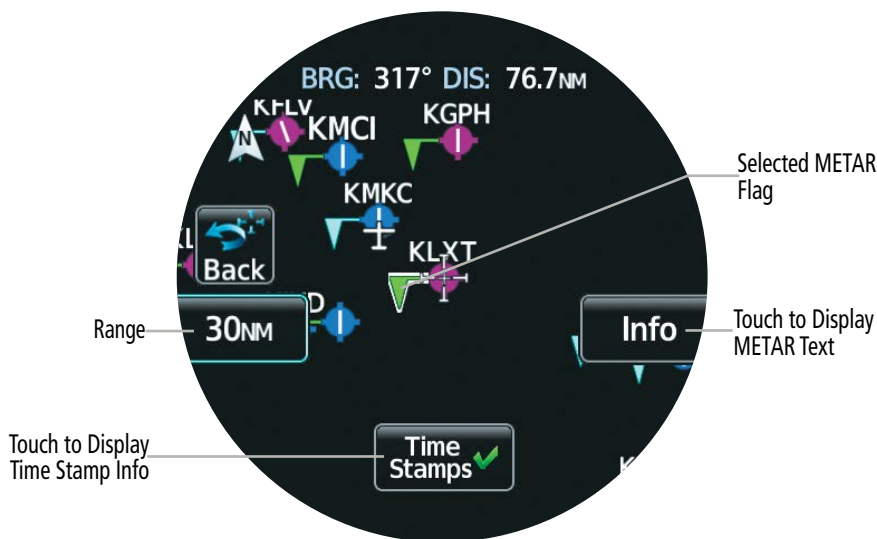 BRG: 317° DIS: 76.7NM
KFLV
KMCI
KGPH
N
KMKC
Selected METAR
Flag
KLXT
Back
D
30NM
Range
Info
Touch to Display
METAR Text
Time
Stamps
Touch to Display
Time Stamp Info